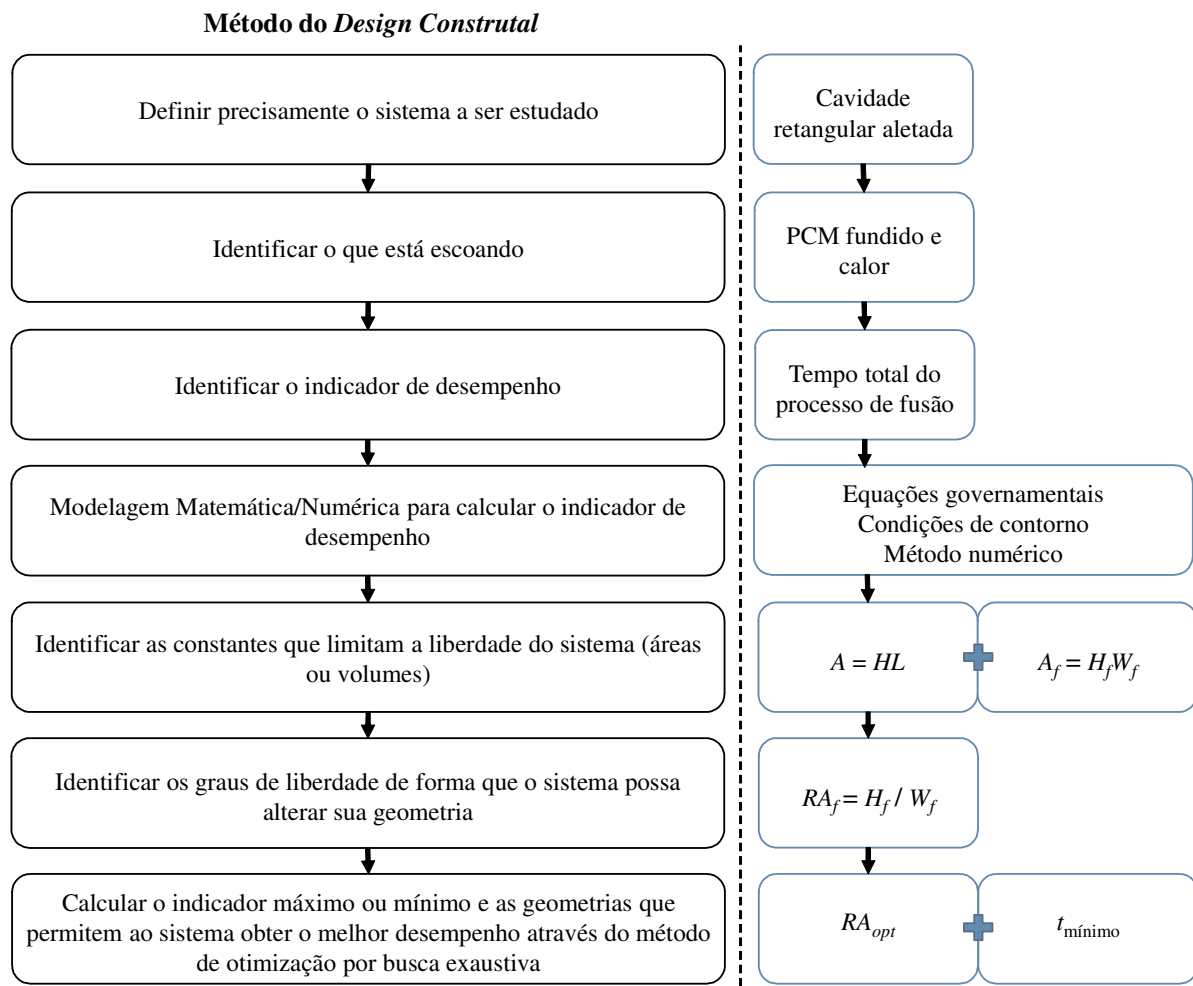 Método do Design Construtal
Definir precisamente o sistema a ser estudado
Cavidade
retangular aletada
Identificar o que está escoando
PCM fundido e
calor
Identificar o indicador de desempenho
Tempo total do
processo de fusão
Modelagem Matemática/Numérica para calcular o indicador de
desempenho
Equações governamentais
Condições de contorno
Método numérico
Identificar as constantes que limitam a liberdade do sistema (áreas
ou volumes)
A = HL
A_f = H_f W_f
Identificar os graus de liberdade de forma que o sistema possa
alterar sua geometria
RA_f = H_f / W_f
Calcular o indicador máximo ou mínimo e as geometrias que
permitem ao sistema obter o melhor desempenho através do método
de otimização por busca exaustiva
RA_opt
t_mínimo